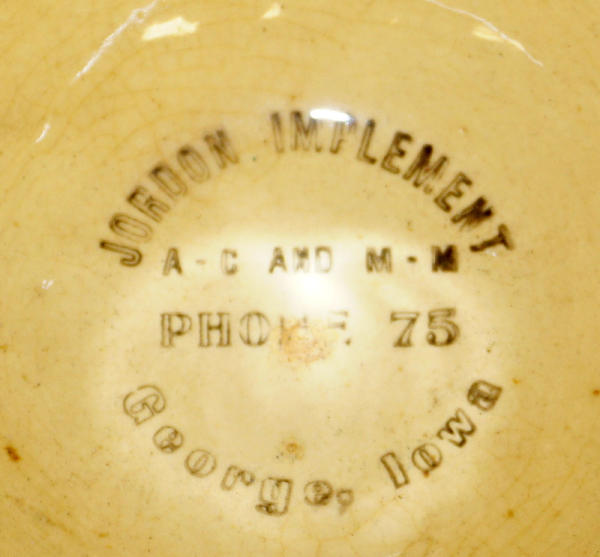 JORDON IMPLEMENT
A-C AND M-M
PHONE 75
George, Iowa